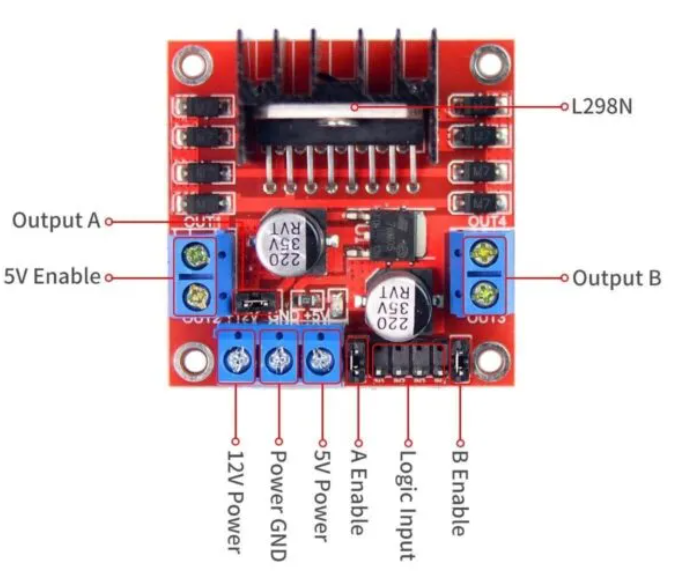 L298N
Output A
OUT4
5V Enable
220
35V
RVT
Output B
OUT2
+12V
GND
+5V
220
35V
RVT
OUT3
12V Power
Power GND
5V Power
A Enable
Logic Input
B Enable